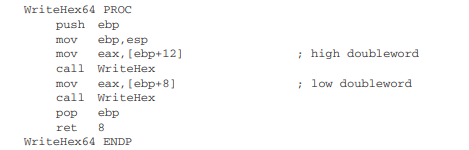 WriteHex64 PROC
push ebp
mov ebp,esp
mov eax,[ebp+12] ; high doubleword
call WriteHex
mov eax,[ebp+8] ; low doubleword
call WriteHex
pop ebp
ret 8
WriteHex64 ENDP